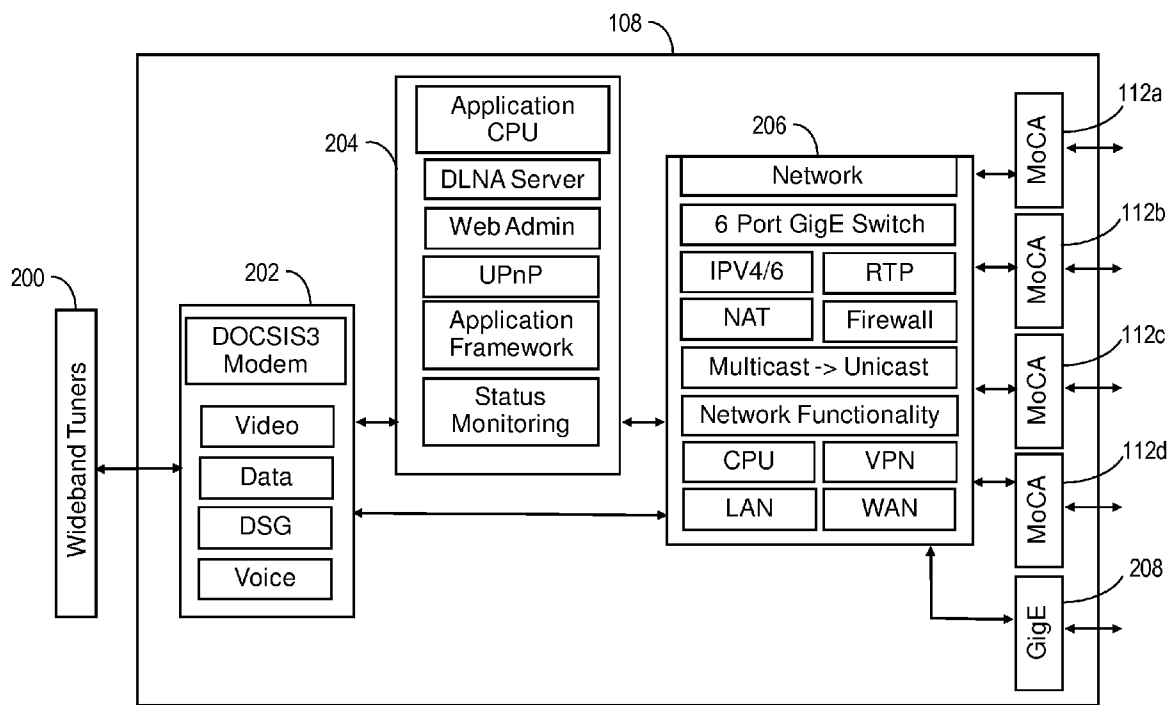 108
200
Wideband Tuners
202
DOCSIS3
Modem
Video
Data
DSG
Voice
204
Application
CPU
DLNA Server
Web Admin
UPnP
Application
Framework
Status
Monitoring
206
Network
6 Port GigE Switch
IPV4/6
RTP
NAT
Firewall
Multicast -> Unicast
Network Functionality
CPU
VPN
LAN
WAN
112a
MoCA
112b
MoCA
112c
MoCA
112d
MoCA
208
GigE